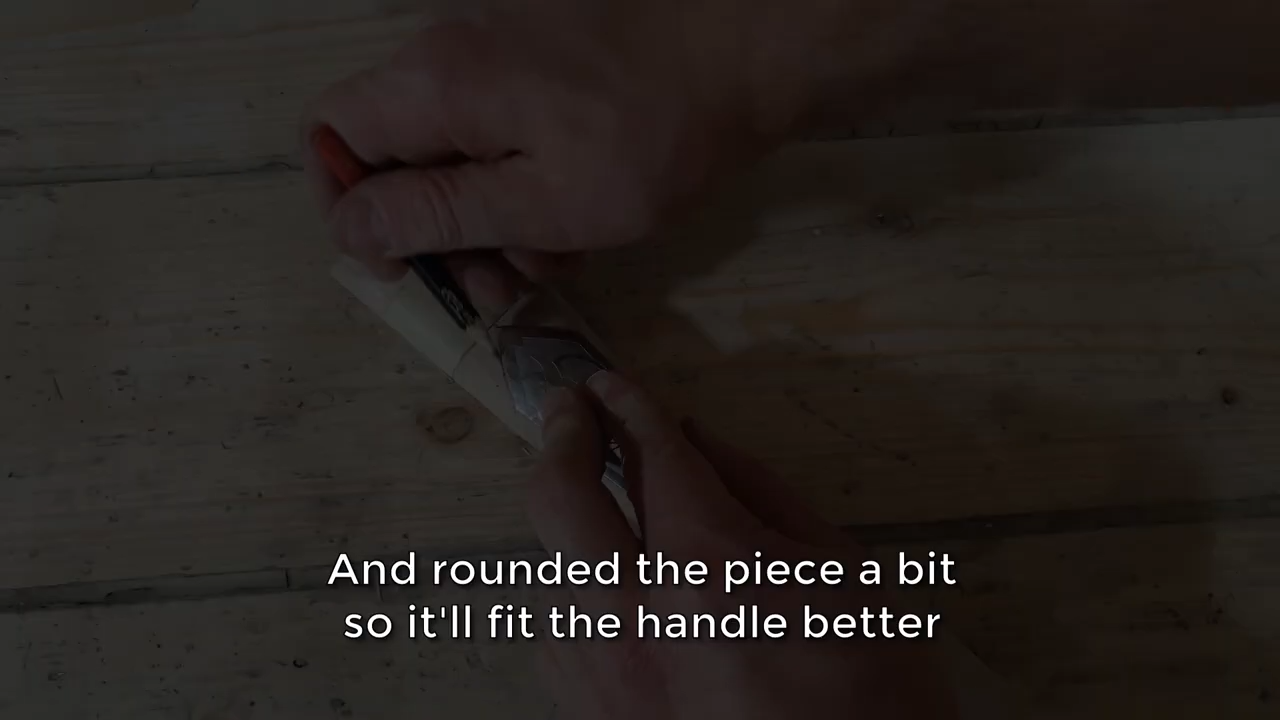 And rounded the piece a bit
so it'll fit the handle better